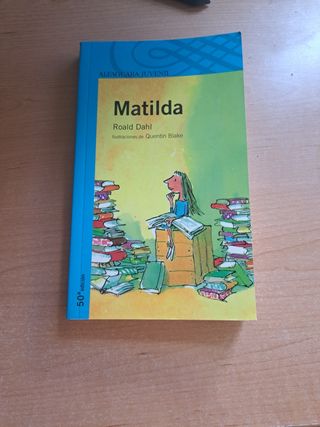 ALFAGUARA JUVENIL
Matilda
Roald Dahl
Ilustraciones de Quentin Blake
50ª edición